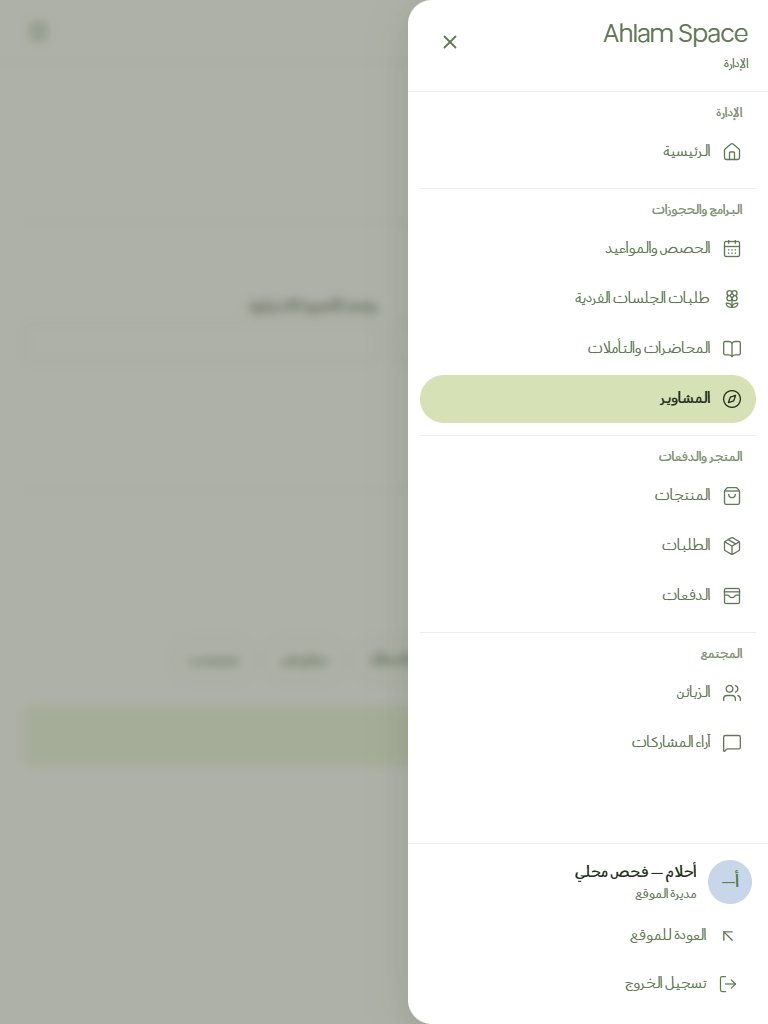 Ahlam Space
الإدارة
الإدارة
الرئيسية
البرامج والحجوزات
الحصص والمواعيد
طلبات الجلسات الفردية
المحاضرات والتأملات
المشاوير
المتجر والدفعات
المنتجات
الطلبات
الدفعات
المجتمع
الزبائن
آراء المشاركات
أ—
أحلام — فحص محلي
مديرة الموقع
العودة للموقع
تسجيل الخروج